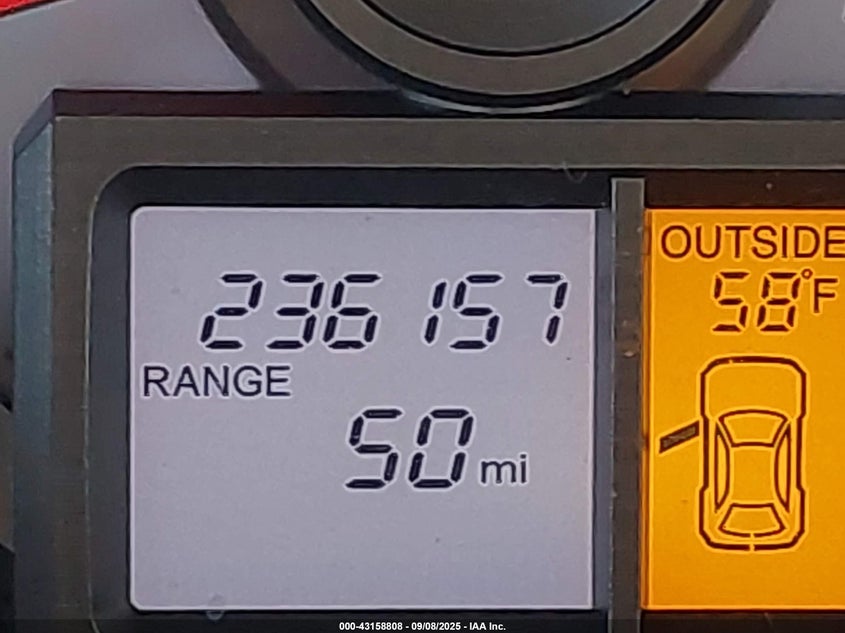 236157
RANGE
50 mi
OUTSIDE
58°F
000-43158808 - 09/08/2025 - IAA Inc.